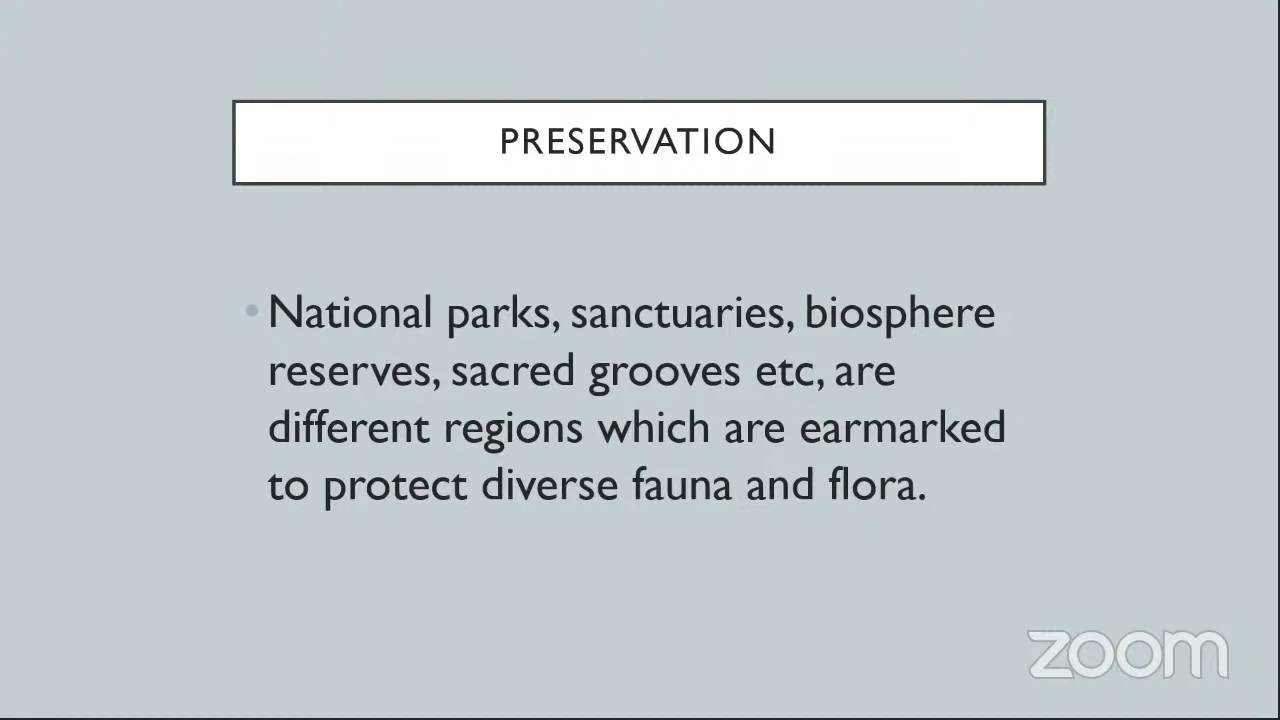 PRESERVATION
• National parks, sanctuaries, biosphere
reserves, sacred grooves etc, are
different regions which are earmarked
to protect diverse fauna and flora.
zoom